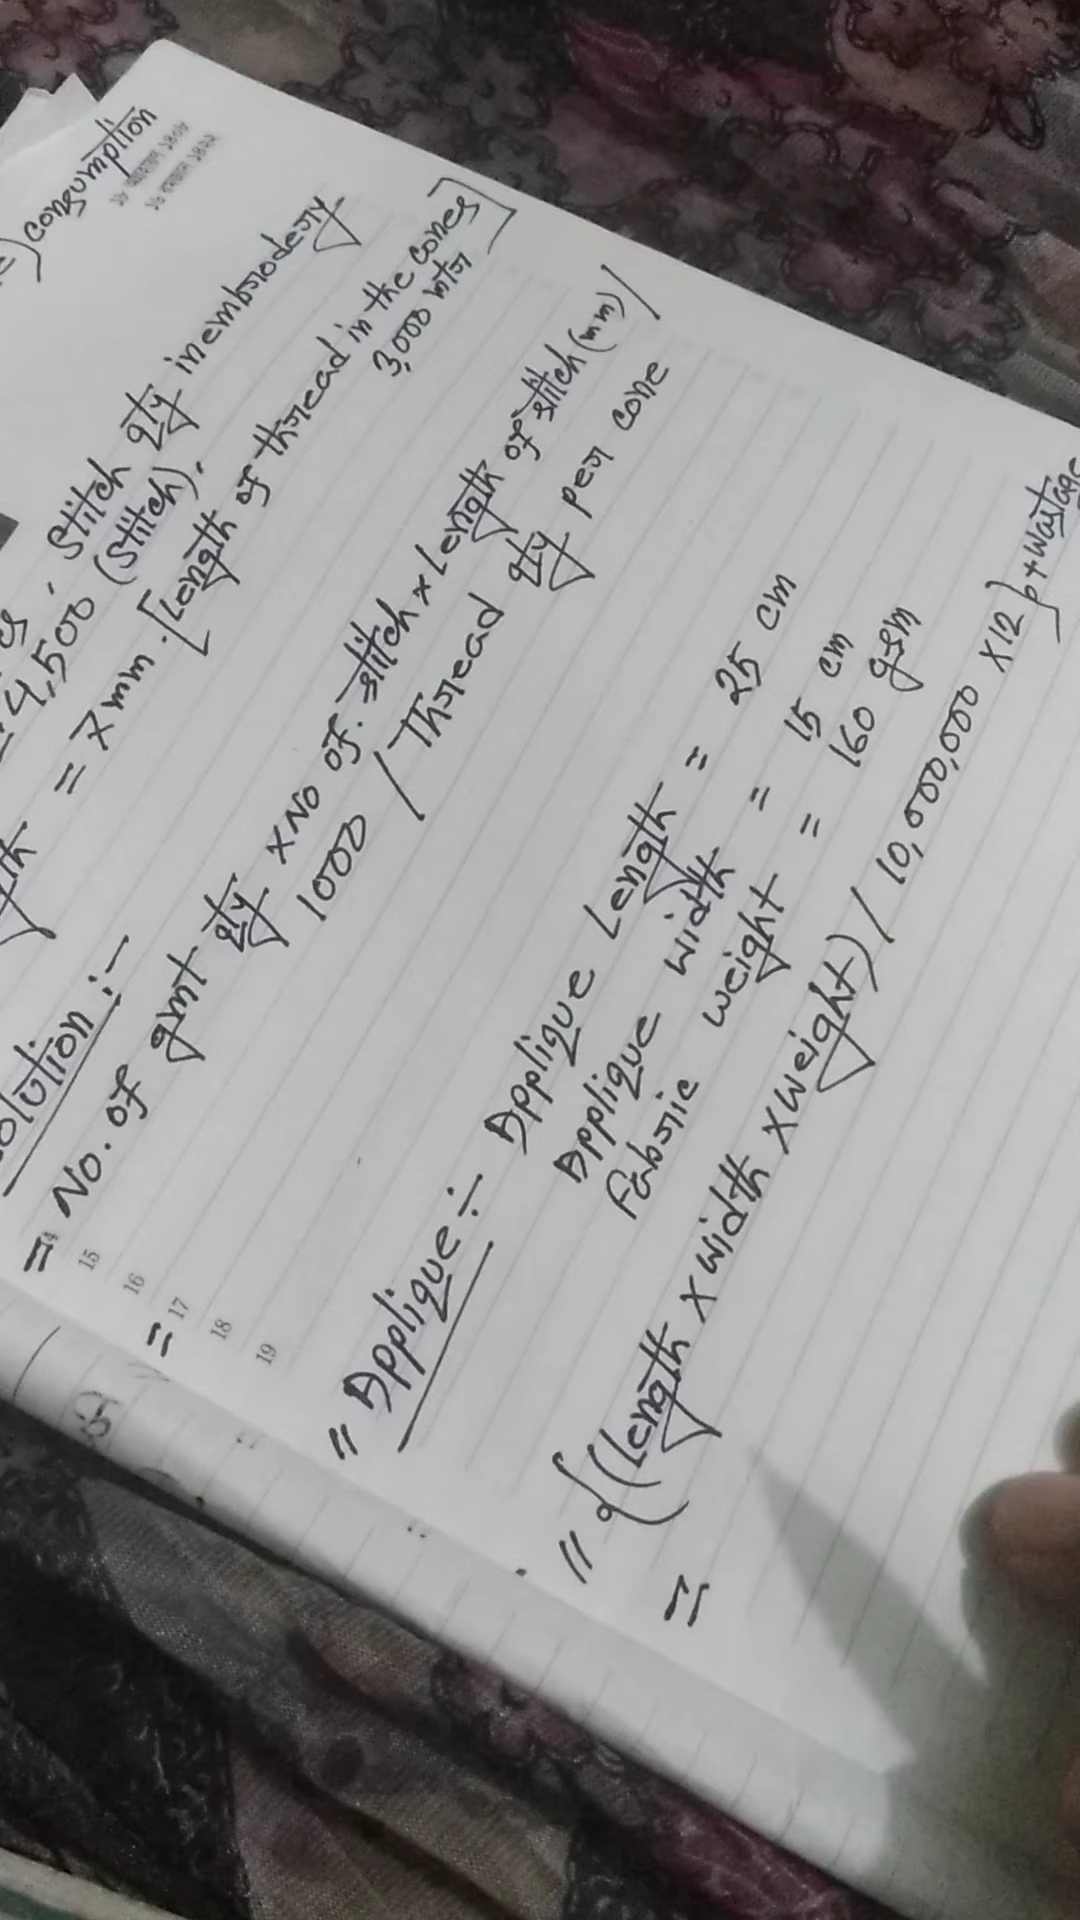 consumption
Stitch qty in embroidery
4,500 (Stitch).
= 7mm. [Length of thread in the cones]
3,000 mtr
Solution :-
= No. of gmt qty x No of. stitch x Length of stitch (mm) /
1000 / Thread qty per cone
=
14
15
16
17
18
19
" Applique :- Applique Length = 25 cm
Applique width = 15 cm
Fabric weight = 160 gsm
= {(Length x width x weight) / 10,000,000 x 12} + wastage
=